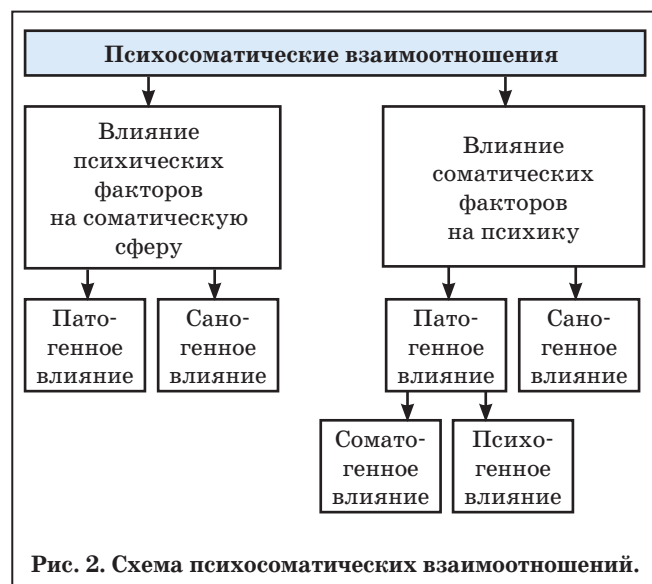 Психосоматические взаимоотношения
Влияние
психических
факторов
на соматическую
сферу
Влияние
соматических
факторов
на психику
Пато-
генное
влияние
Сано-
генное
влияние
Пато-
генное
влияние
Сано-
генное
влияние
Сомато-
генное
влияние
Психо-
генное
влияние
Рис. 2. Схема психосоматических взаимоотношений.